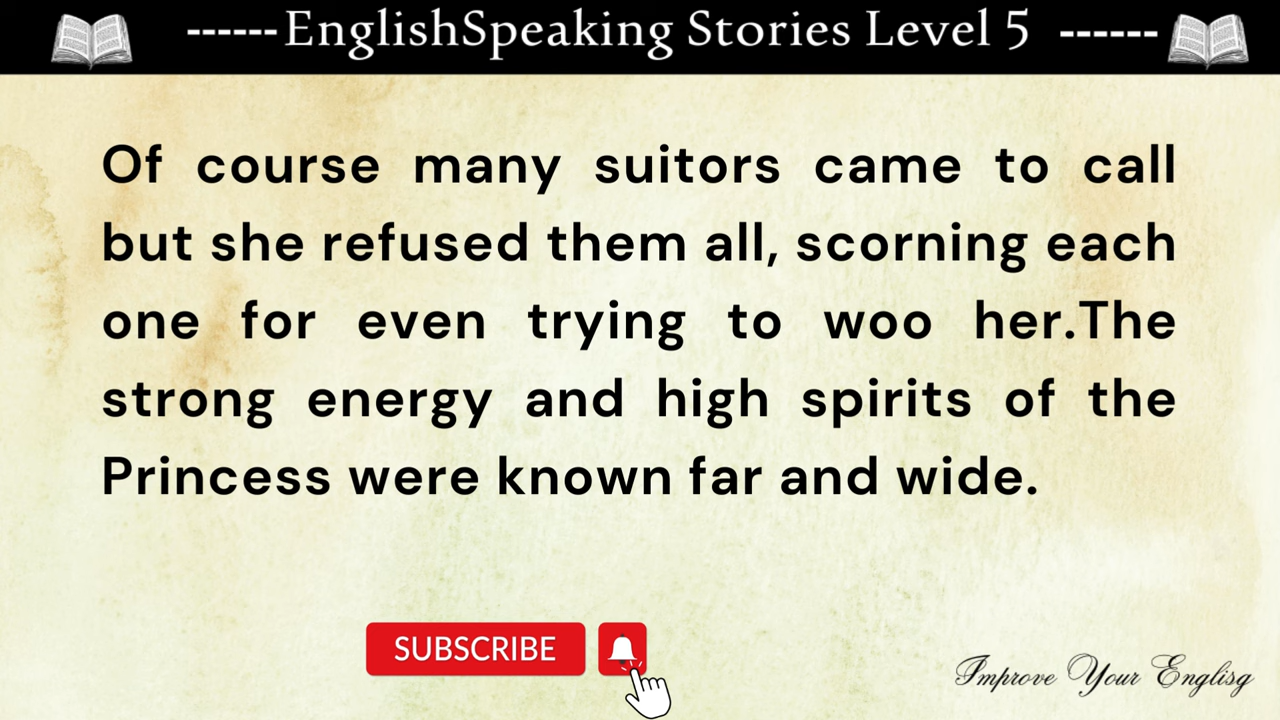 ------EnglishSpeaking Stories Level 5 ------
Of course many suitors came to call
but she refused them all, scorning each
one for even trying to woo her.The
strong energy and high spirits of the
Princess were known far and wide.
SUBSCRIBE
Improve Your Englisg